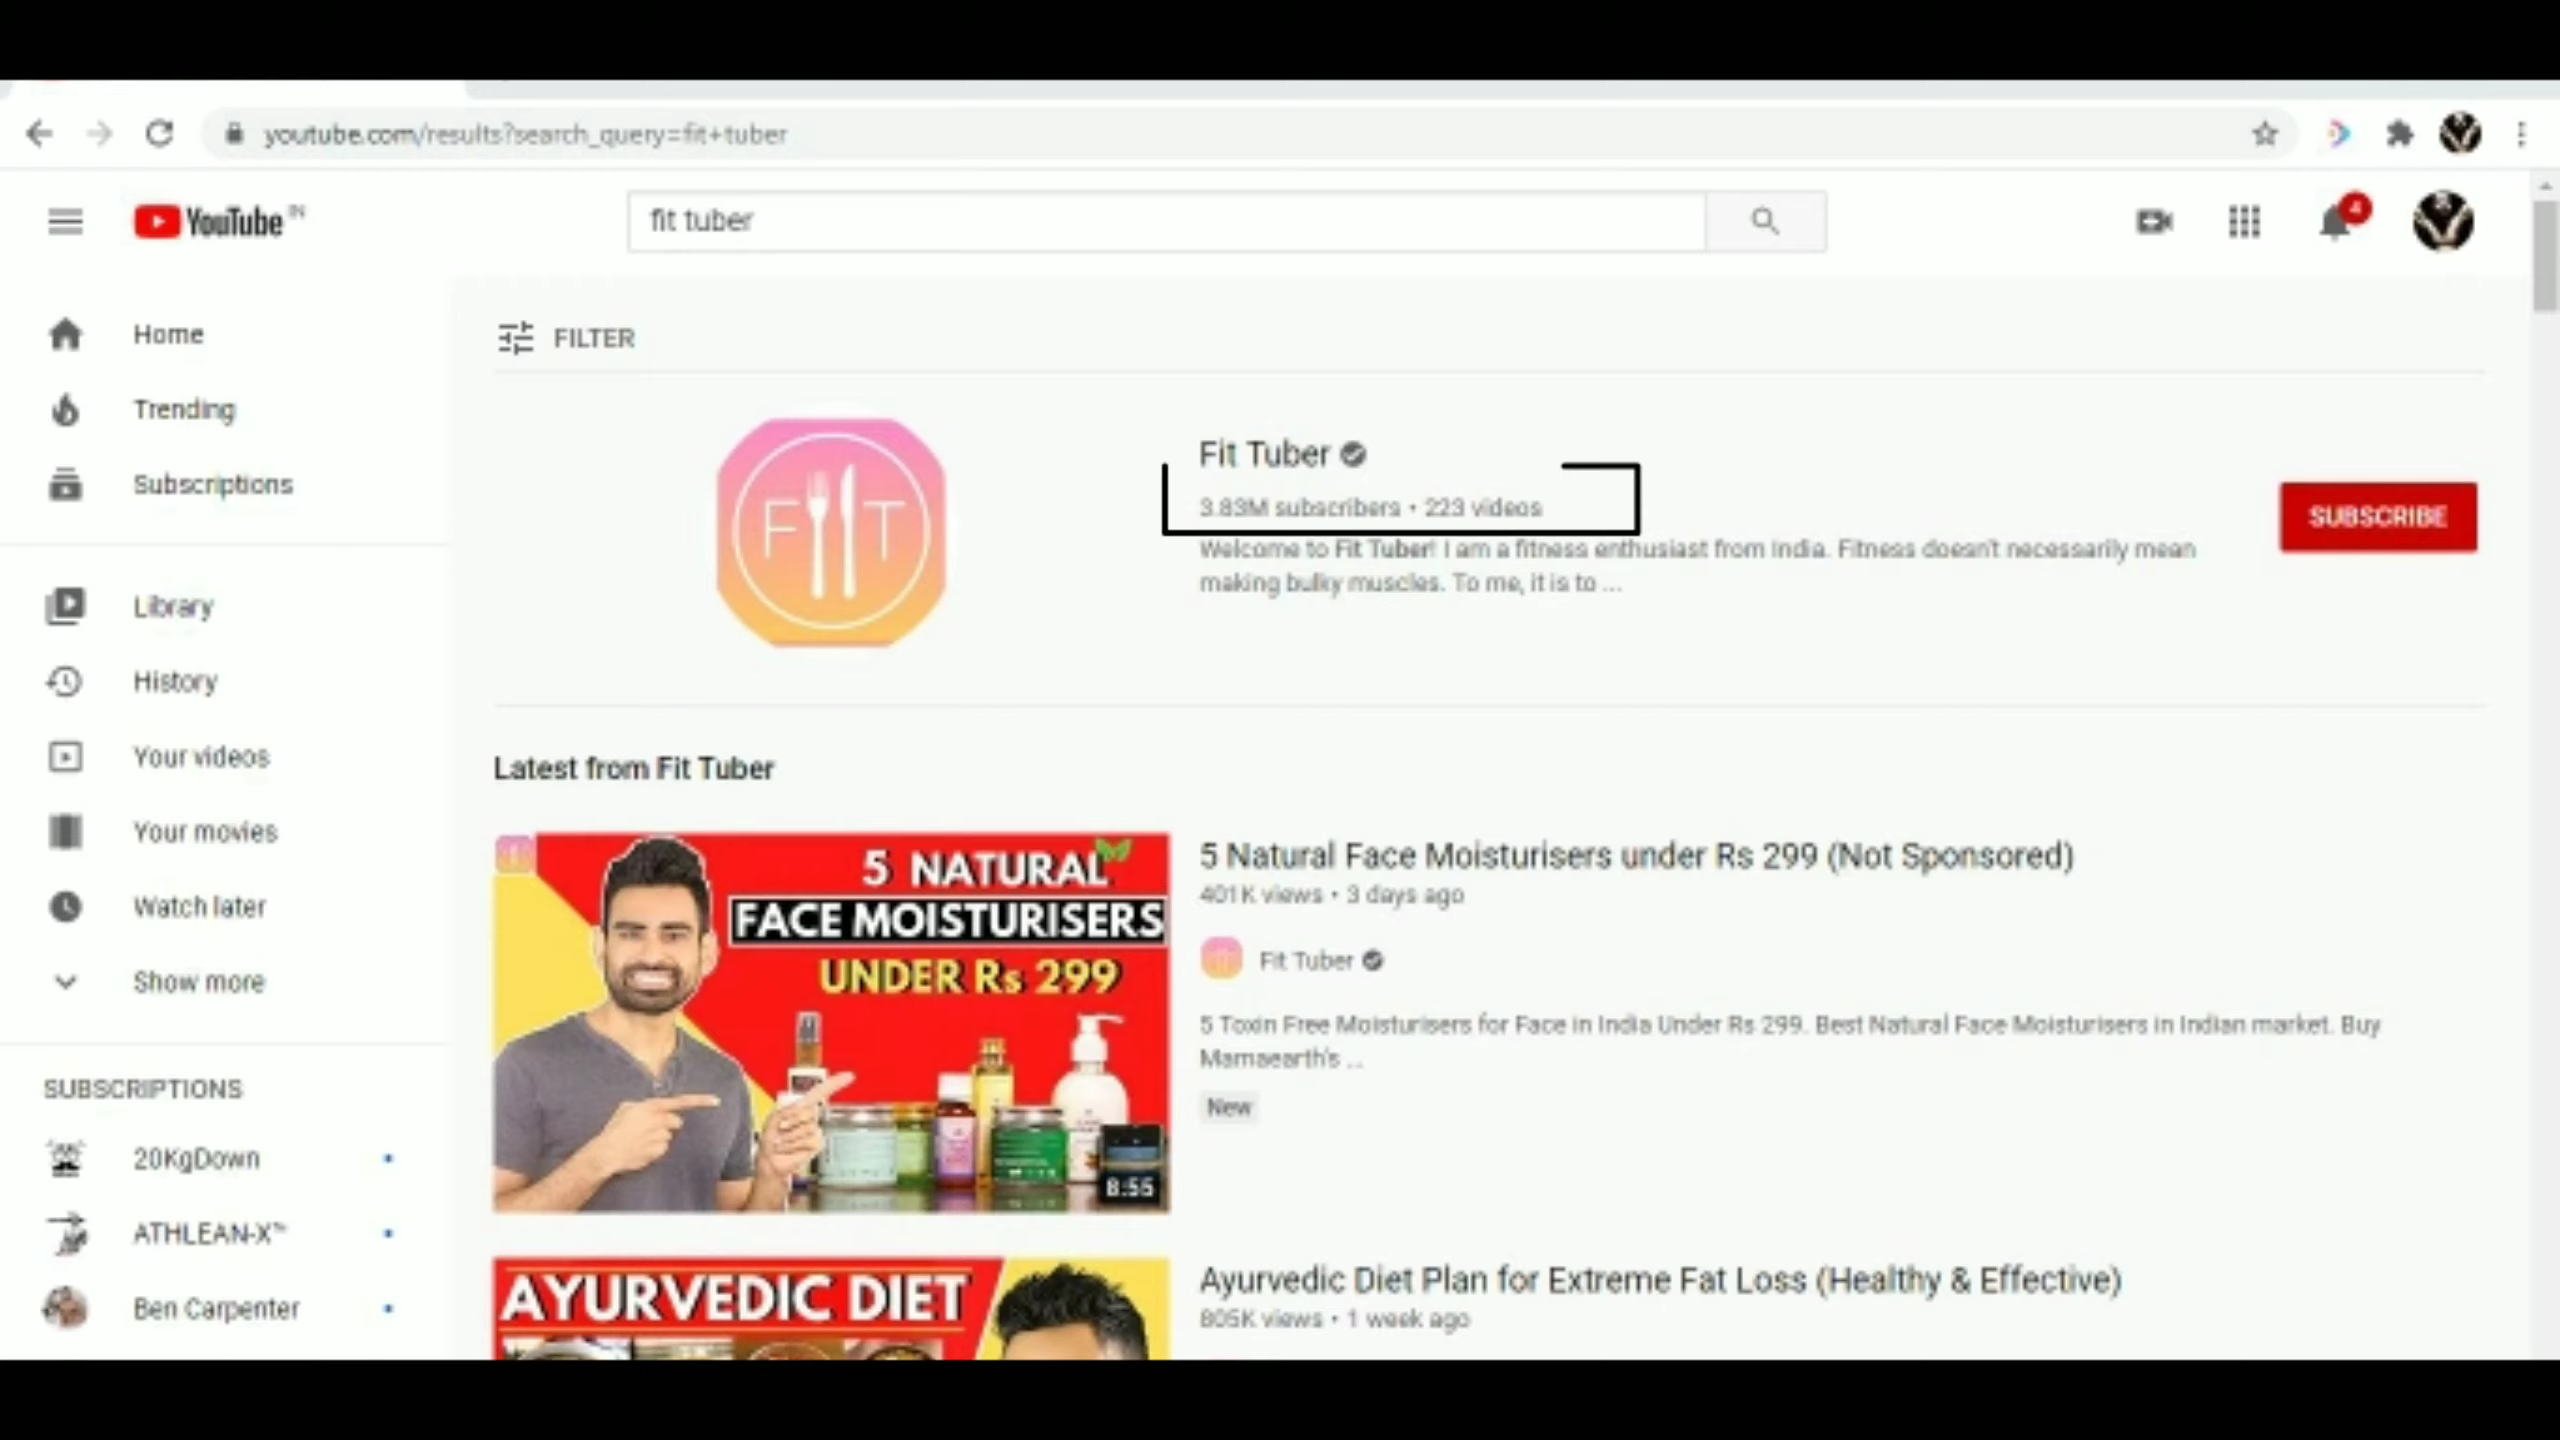 youtube.com/results?search_query=fit+tuber
YouTube IN
fit tuber
4
Home
Trending
Subscriptions
Library
History
Your videos
Your movies
Watch later
Show more
SUBSCRIPTIONS
20KgDown
ATHLEAN-X™
Ben Carpenter
FILTER
FIT
Fit Tuber
3.83M subscribers • 223 videos
Welcome to Fit Tuber! I am a fitness enthusiast from India. Fitness doesn't necessarily mean
making bulky muscles. To me, it is to ...
SUBSCRIBE
Latest from Fit Tuber
5 NATURAL
FACE MOISTURISERS
UNDER Rs 299
8:55
5 Natural Face Moisturisers under Rs 299 (Not Sponsored)
401K views • 3 days ago
Fit Tuber
5 Toxin Free Moisturisers for Face in India Under Rs 299. Best Natural Face Moisturisers in Indian market. Buy
Mamaearth's ...
New
AYURVEDIC DIET
Ayurvedic Diet Plan for Extreme Fat Loss (Healthy & Effective)
805K views • 1 week ago